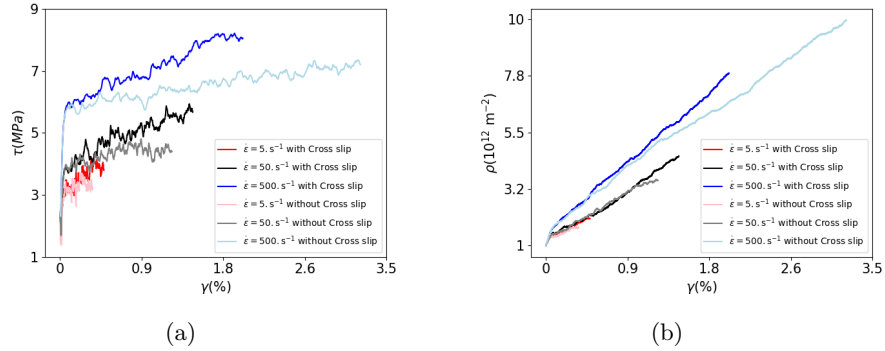 9
7
5
3
1
τ(MPa)
0
0.9
1.8
2.6
3.5
γ(%)
ε̇ = 5. s⁻¹ with Cross slip
ε̇ = 50. s⁻¹ with Cross slip
ε̇ = 500. s⁻¹ with Cross slip
ε̇ = 5. s⁻¹ without Cross slip
ε̇ = 50. s⁻¹ without Cross slip
ε̇ = 500. s⁻¹ without Cross slip
(a)
10
7.8
5.5
3.2
1
ρ(10¹² m⁻²)
0
0.9
1.8
2.6
3.5
γ(%)
ε̇ = 5. s⁻¹ with Cross slip
ε̇ = 50. s⁻¹ with Cross slip
ε̇ = 500. s⁻¹ with Cross slip
ε̇ = 5. s⁻¹ without Cross slip
ε̇ = 50. s⁻¹ without Cross slip
ε̇ = 500. s⁻¹ without Cross slip
(b)